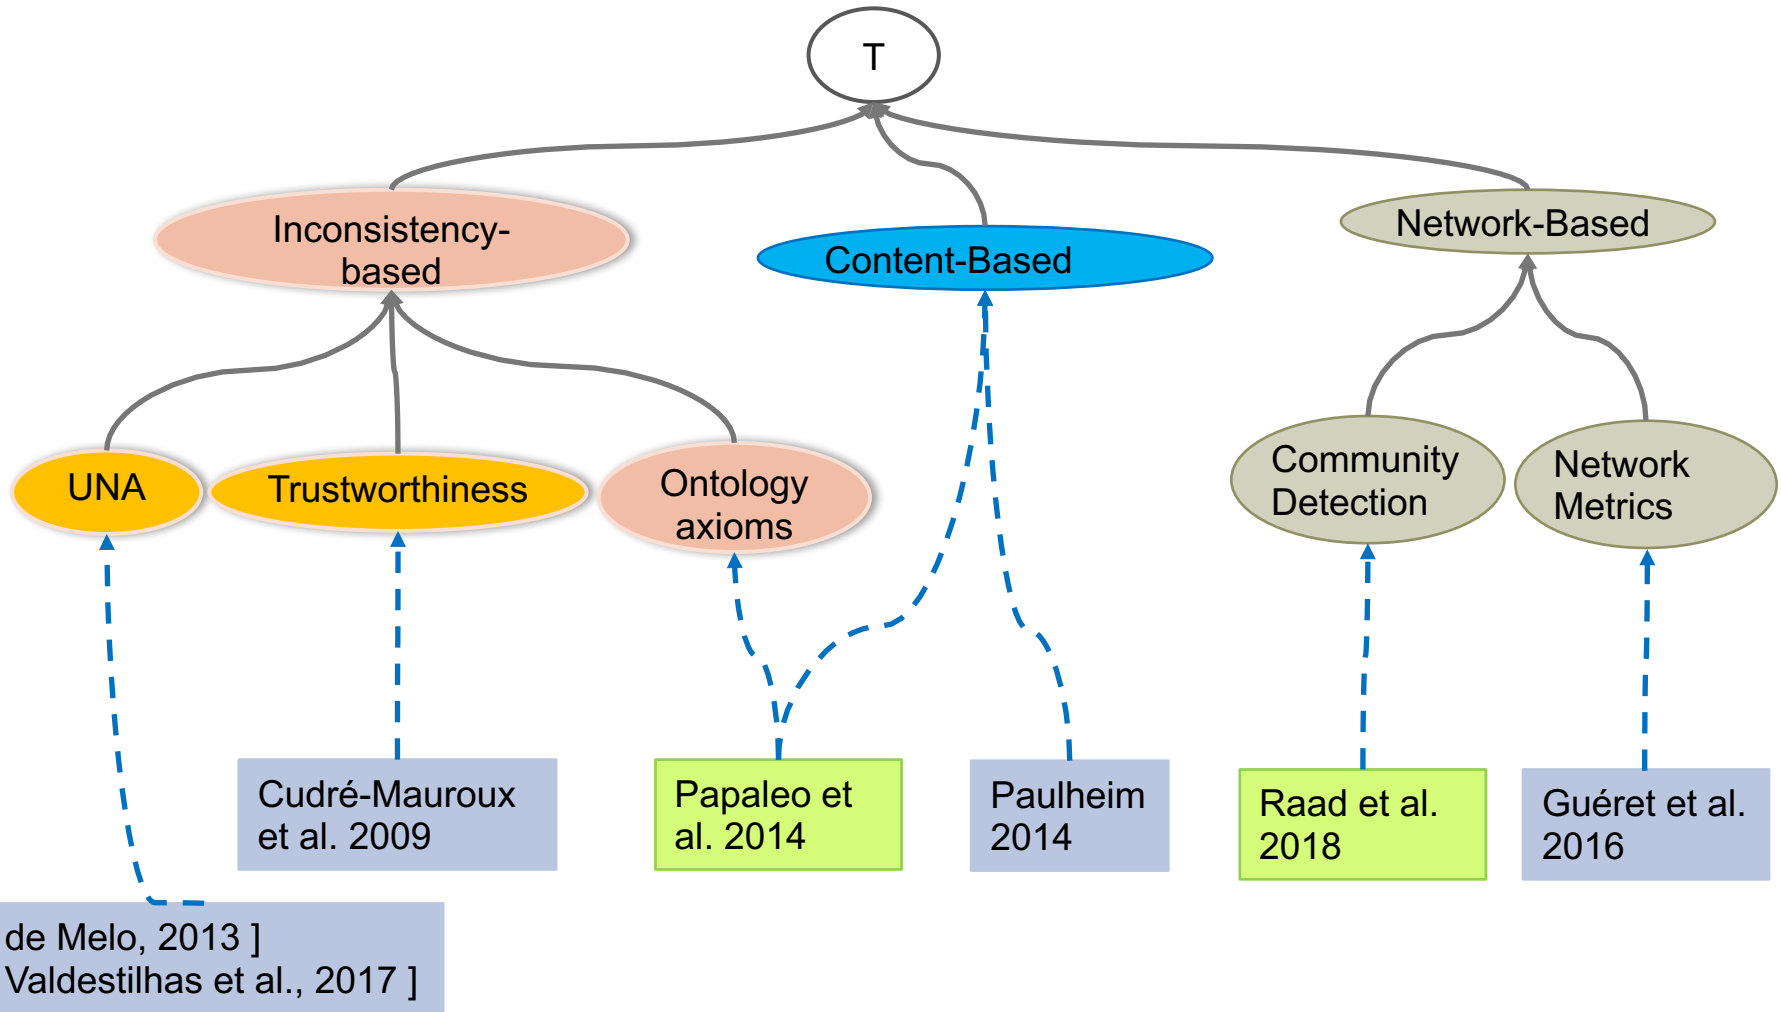 T
Inconsistency-
based
Content-Based
Network-Based
UNA
Trustworthiness
Ontology
axioms
Community
Detection
Network
Metrics
Cudré-Mauroux
et al. 2009
Papaleo et
al. 2014
Paulheim
2014
Raad et al.
2018
Guéret et al.
2016
de Melo, 2013 ]
Valdestilhas et al., 2017 ]